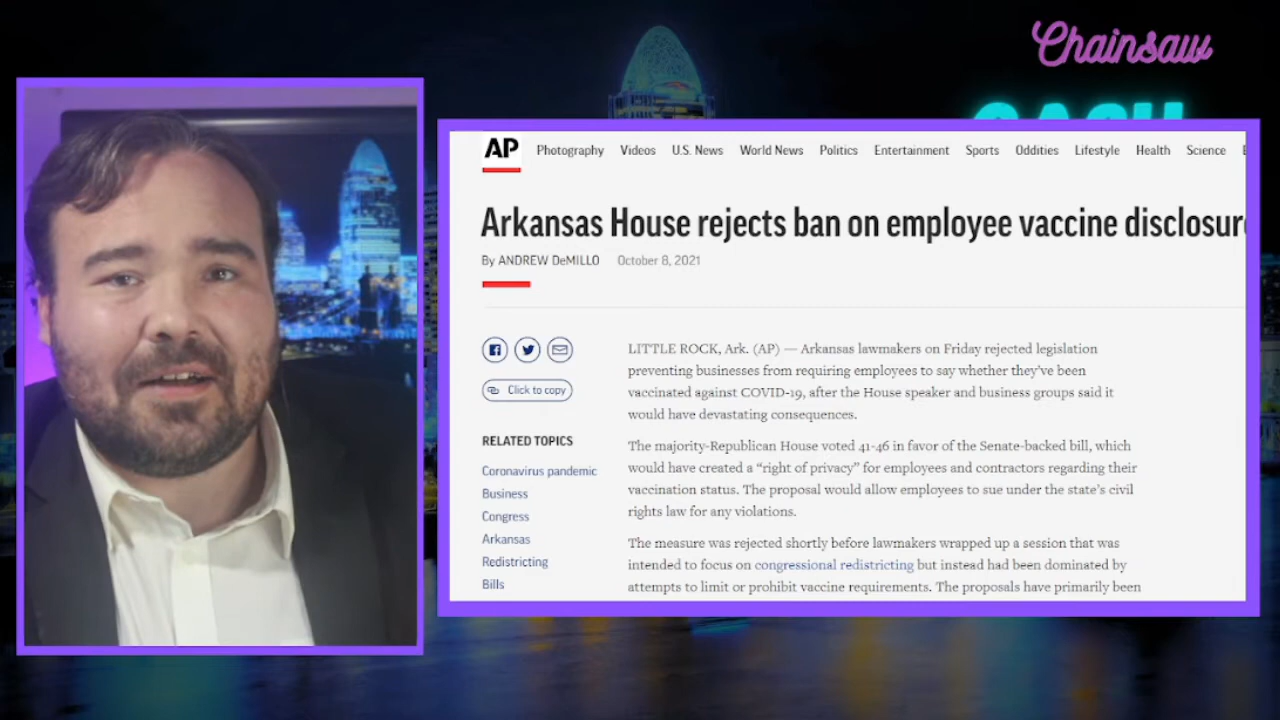 Chainsaw
AP
Photography Videos U.S. News World News Politics Entertainment Sports Oddities Lifestyle Health Science
Arkansas House rejects ban on employee vaccine disclosure
By ANDREW DeMILLO October 8, 2021
Click to copy
RELATED TOPICS
Coronavirus pandemic
Business
Congress
Arkansas
Redistricting
Bills
LITTLE ROCK, Ark. (AP) — Arkansas lawmakers on Friday rejected legislation
preventing businesses from requiring employees to say whether they've been
vaccinated against COVID-19, after the House speaker and business groups said it
would have devastating consequences.
The majority-Republican House voted 41-46 in favor of the Senate-backed bill, which
would have created a “right of privacy” for employees and contractors regarding their
vaccination status. The proposal would allow employees to sue under the state's civil
rights law for any violations.
The measure was rejected shortly before lawmakers wrapped up a session that was
intended to focus on congressional redistricting but instead had been dominated by
attempts to limit or prohibit vaccine requirements. The proposals have primarily been